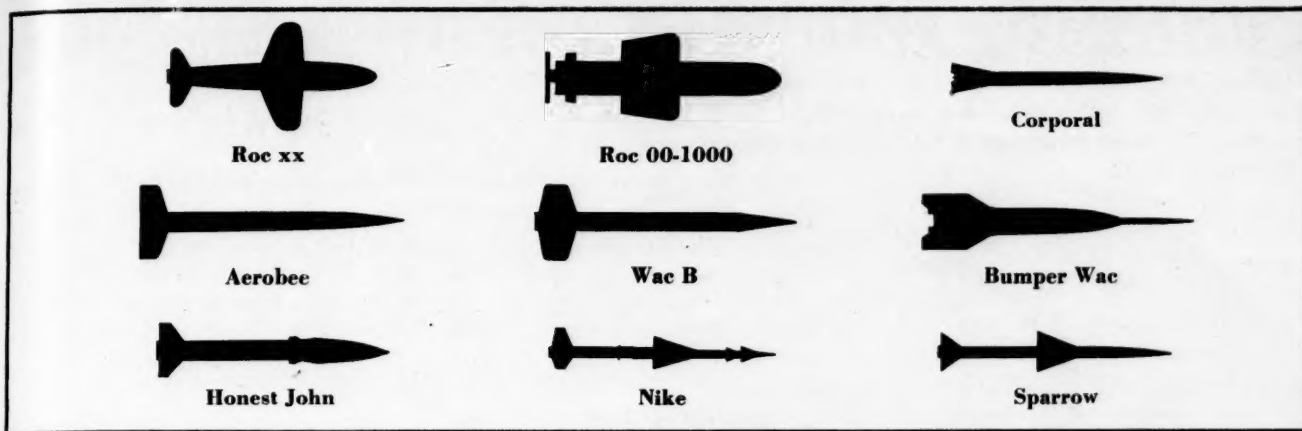 Roc xx
Roc 00-1000
Corporal
Aerobee
Wac B
Bumper Wac
Honest John
Nike
Sparrow